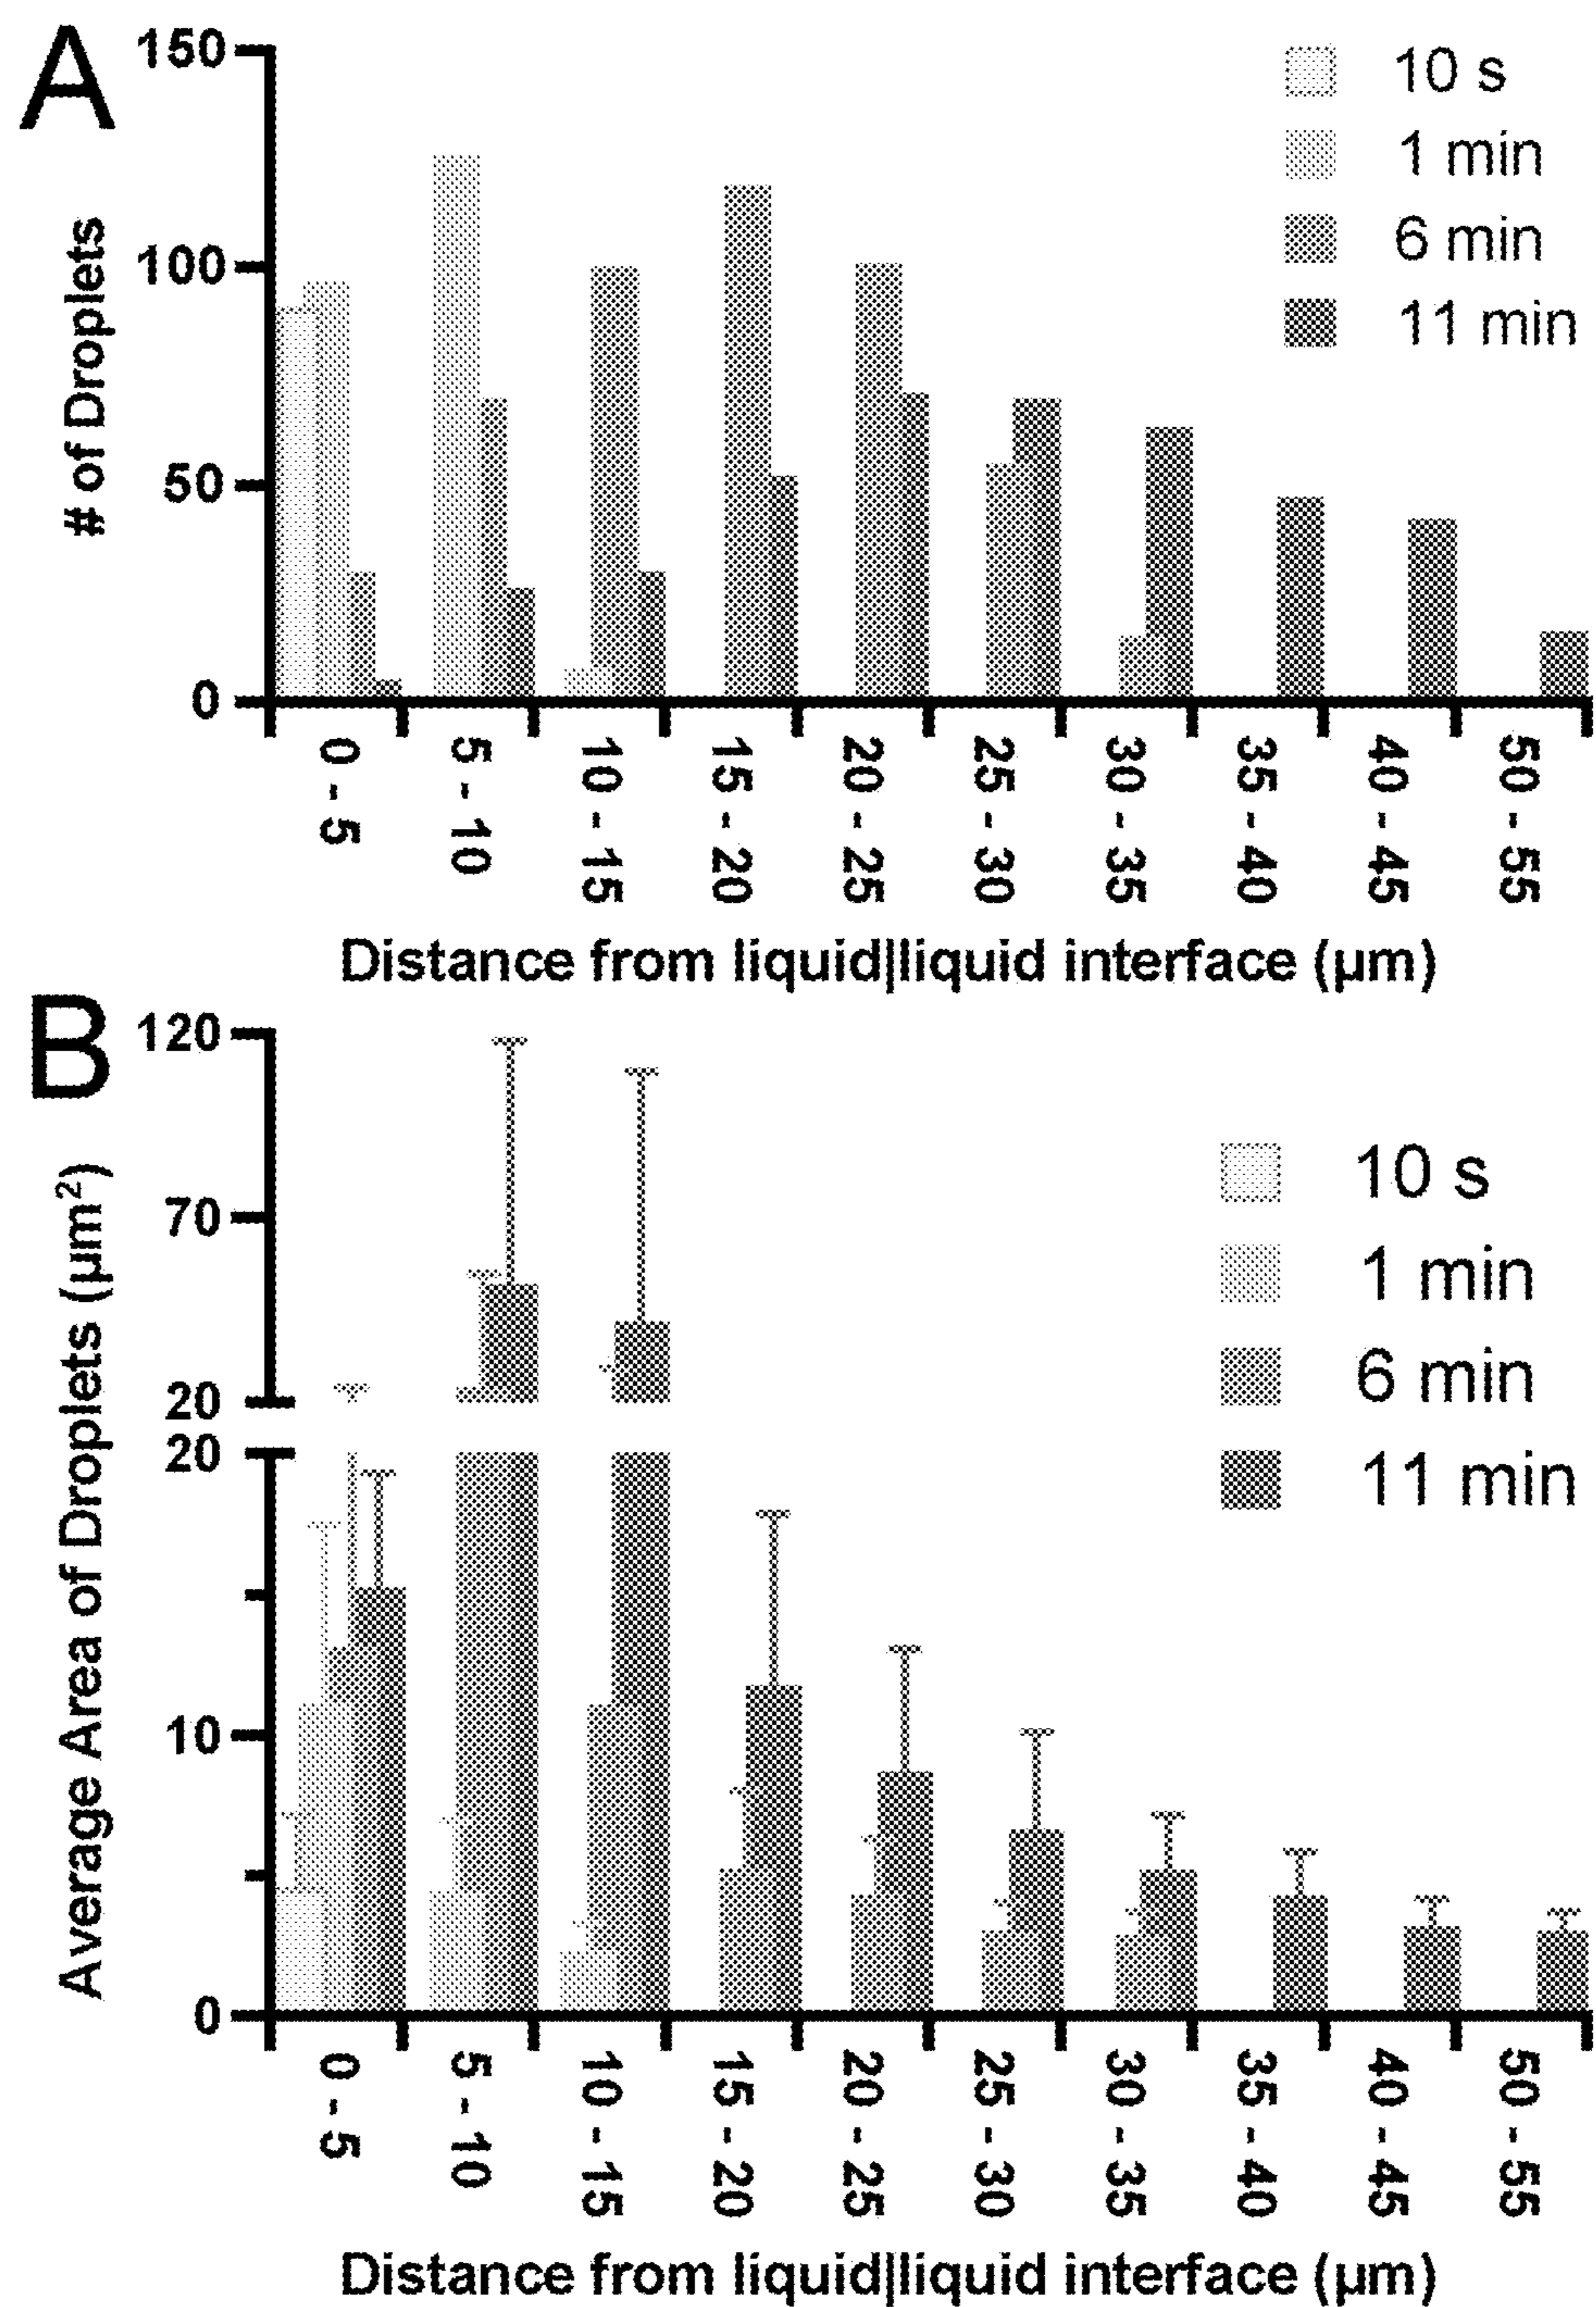 A
150
100
50
0
# of Droplets
10 s
1 min
6 min
11 min
0 - 5
5 - 10
10 - 15
15 - 20
20 - 25
25 - 30
30 - 35
35 - 40
40 - 45
50 - 55
Distance from liquid|liquid interface (µm)
B
120
70
20
20
10
0
Average Area of Droplets (µm²)
10 s
1 min
6 min
11 min
0 - 5
5 - 10
10 - 15
15 - 20
20 - 25
25 - 30
30 - 35
35 - 40
40 - 45
50 - 55
Distance from liquid|liquid interface (µm)